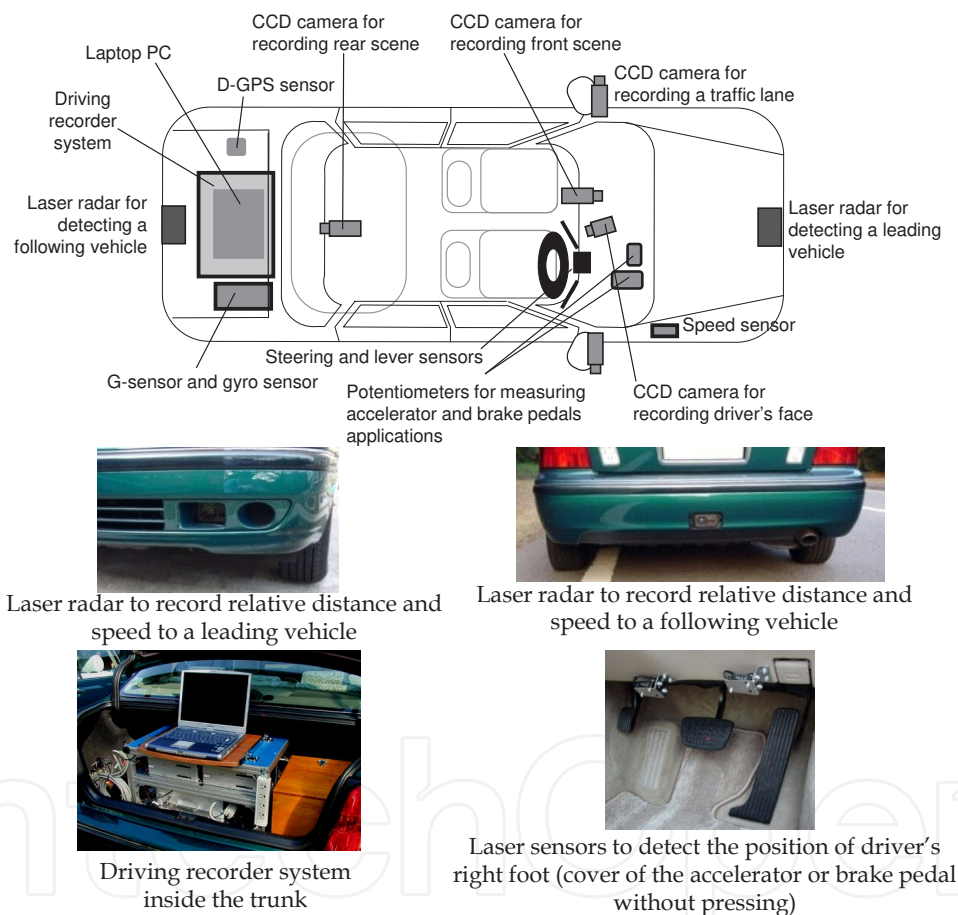 CCD camera for
recording rear scene
CCD camera for
recording front scene
Laptop PC
D-GPS sensor
CCD camera for
recording a traffic lane
Driving
recorder
system
Laser radar for
detecting a
following vehicle
Laser radar for
detecting a leading
vehicle
Speed sensor
Steering and lever sensors
G-sensor and gyro sensor
Potentiometers for measuring
accelerator and brake pedals
applications
CCD camera for
recording driver's face
Laser radar to record relative distance and
speed to a leading vehicle
Laser radar to record relative distance and
speed to a following vehicle
Driving recorder system
inside the trunk
Laser sensors to detect the position of driver's
right foot (cover of the accelerator or brake pedal
without pressing)